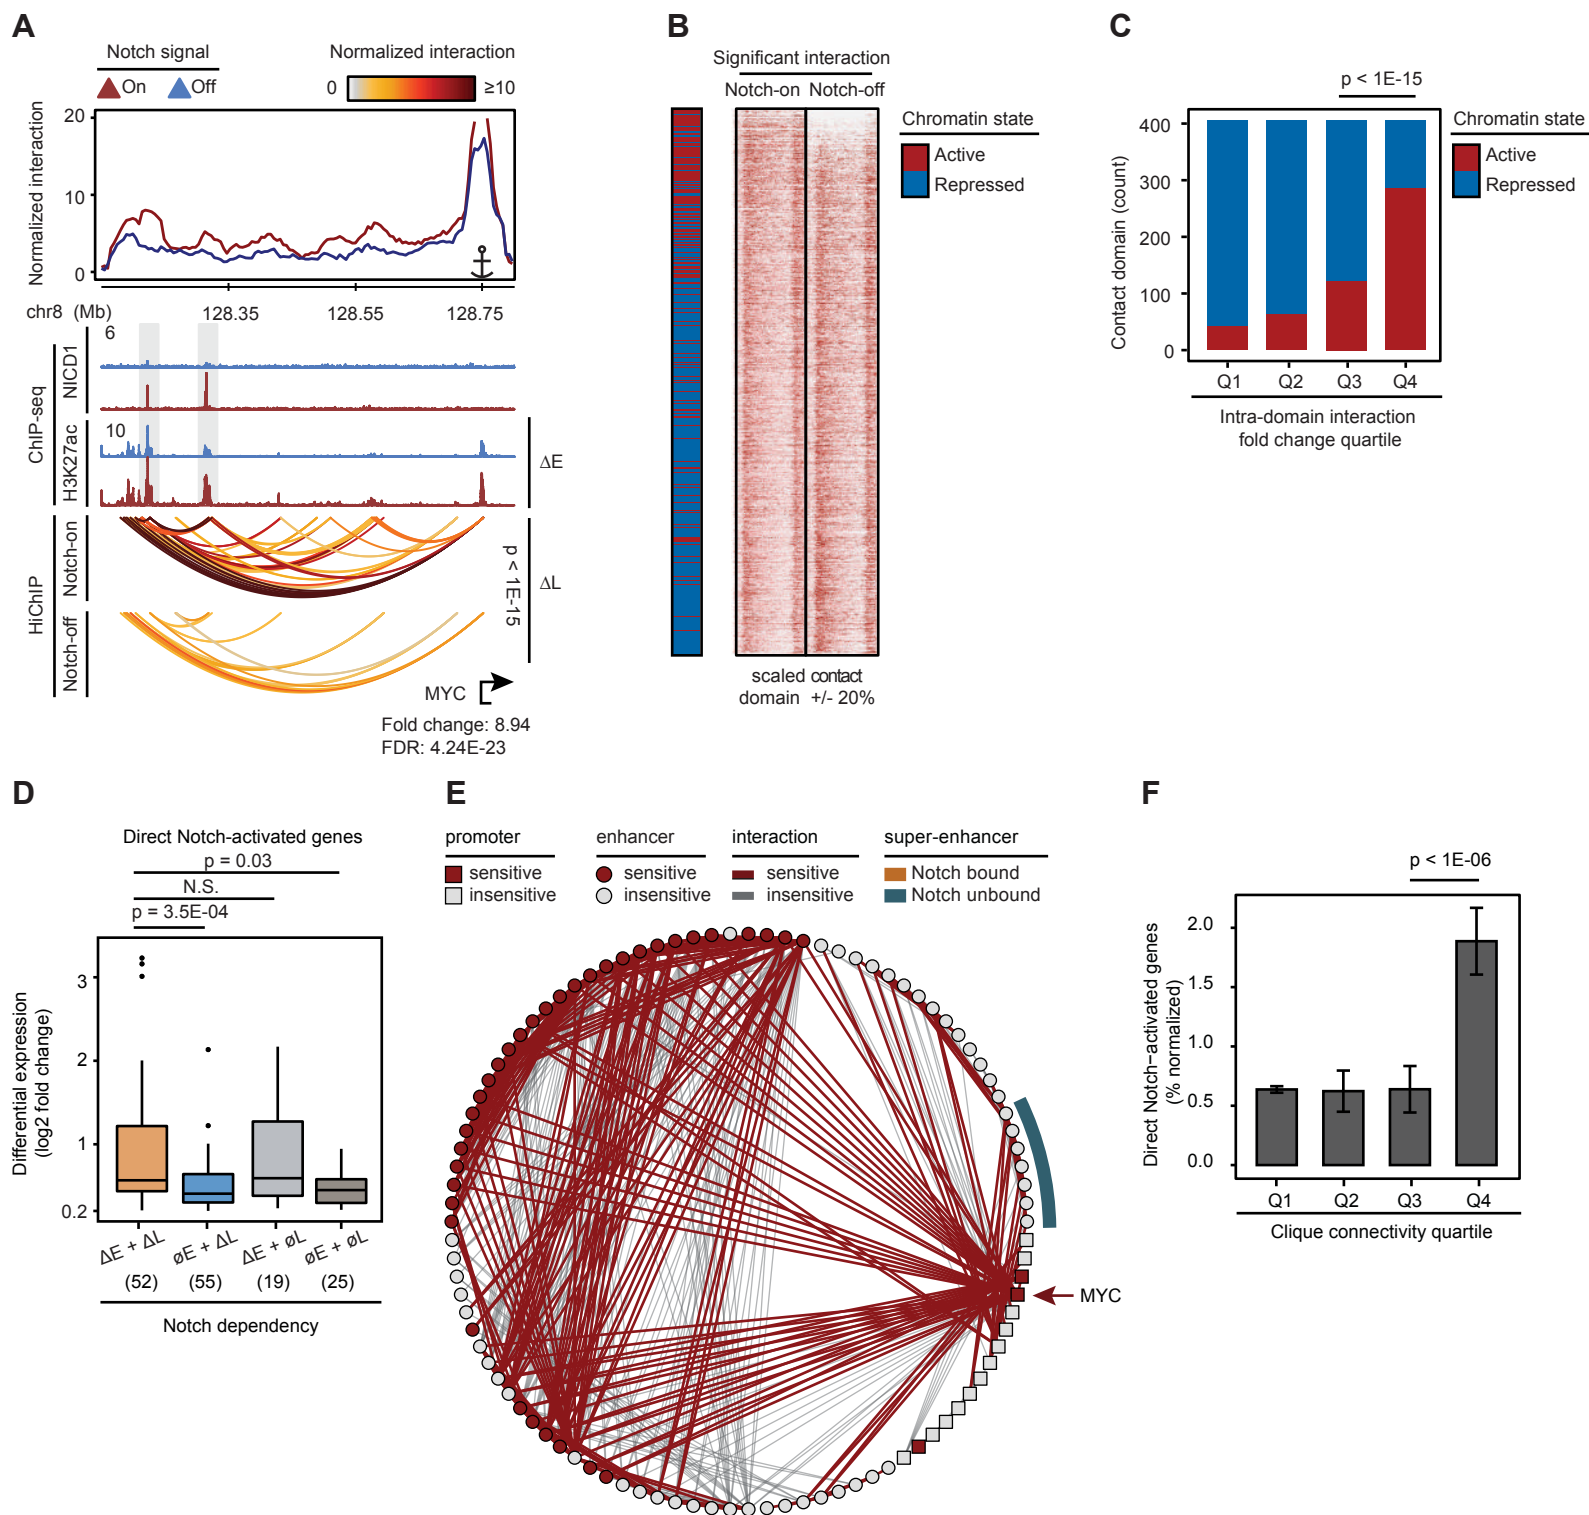 A
Notch signal
On
Off
Normalized interaction
0
≥10
Normalized interaction
20
10
0
chr8 (Mb)
128.35
128.55
128.75
6
ChIP-seq
NICD1
H3K27ac
10
ΔE
HiChIP
Notch-on
Notch-off
p < 1E-15
ΔL
MYC
Fold change: 8.94
FDR: 4.24E-23
B
Significant interaction
Notch-on
Notch-off
Chromatin state
Active
Repressed
scaled contact
domain +/- 20%
C
p < 1E-15
Contact domain (count)
400
300
200
100
0
Q1
Q2
Q3
Q4
Intra-domain interaction
fold change quartile
Chromatin state
Active
Repressed
D
Direct Notch-activated genes
p = 0.03
N.S.
p = 3.5E-04
Differential expression
(log2 fold change)
3
2
1
0.2
ΔE + ΔL
øE + ΔL
ΔE + øL
øE + øL
(52)
(55)
(19)
(25)
Notch dependency
E
promoter
sensitive
insensitive
enhancer
sensitive
insensitive
interaction
sensitive
insensitive
super-enhancer
Notch bound
Notch unbound
MYC
F
p < 1E-06
Direct Notch−activated genes
(% normalized)
2.0
1.5
1.0
0.5
0.0
Q1
Q2
Q3
Q4
Clique connectivity quartile